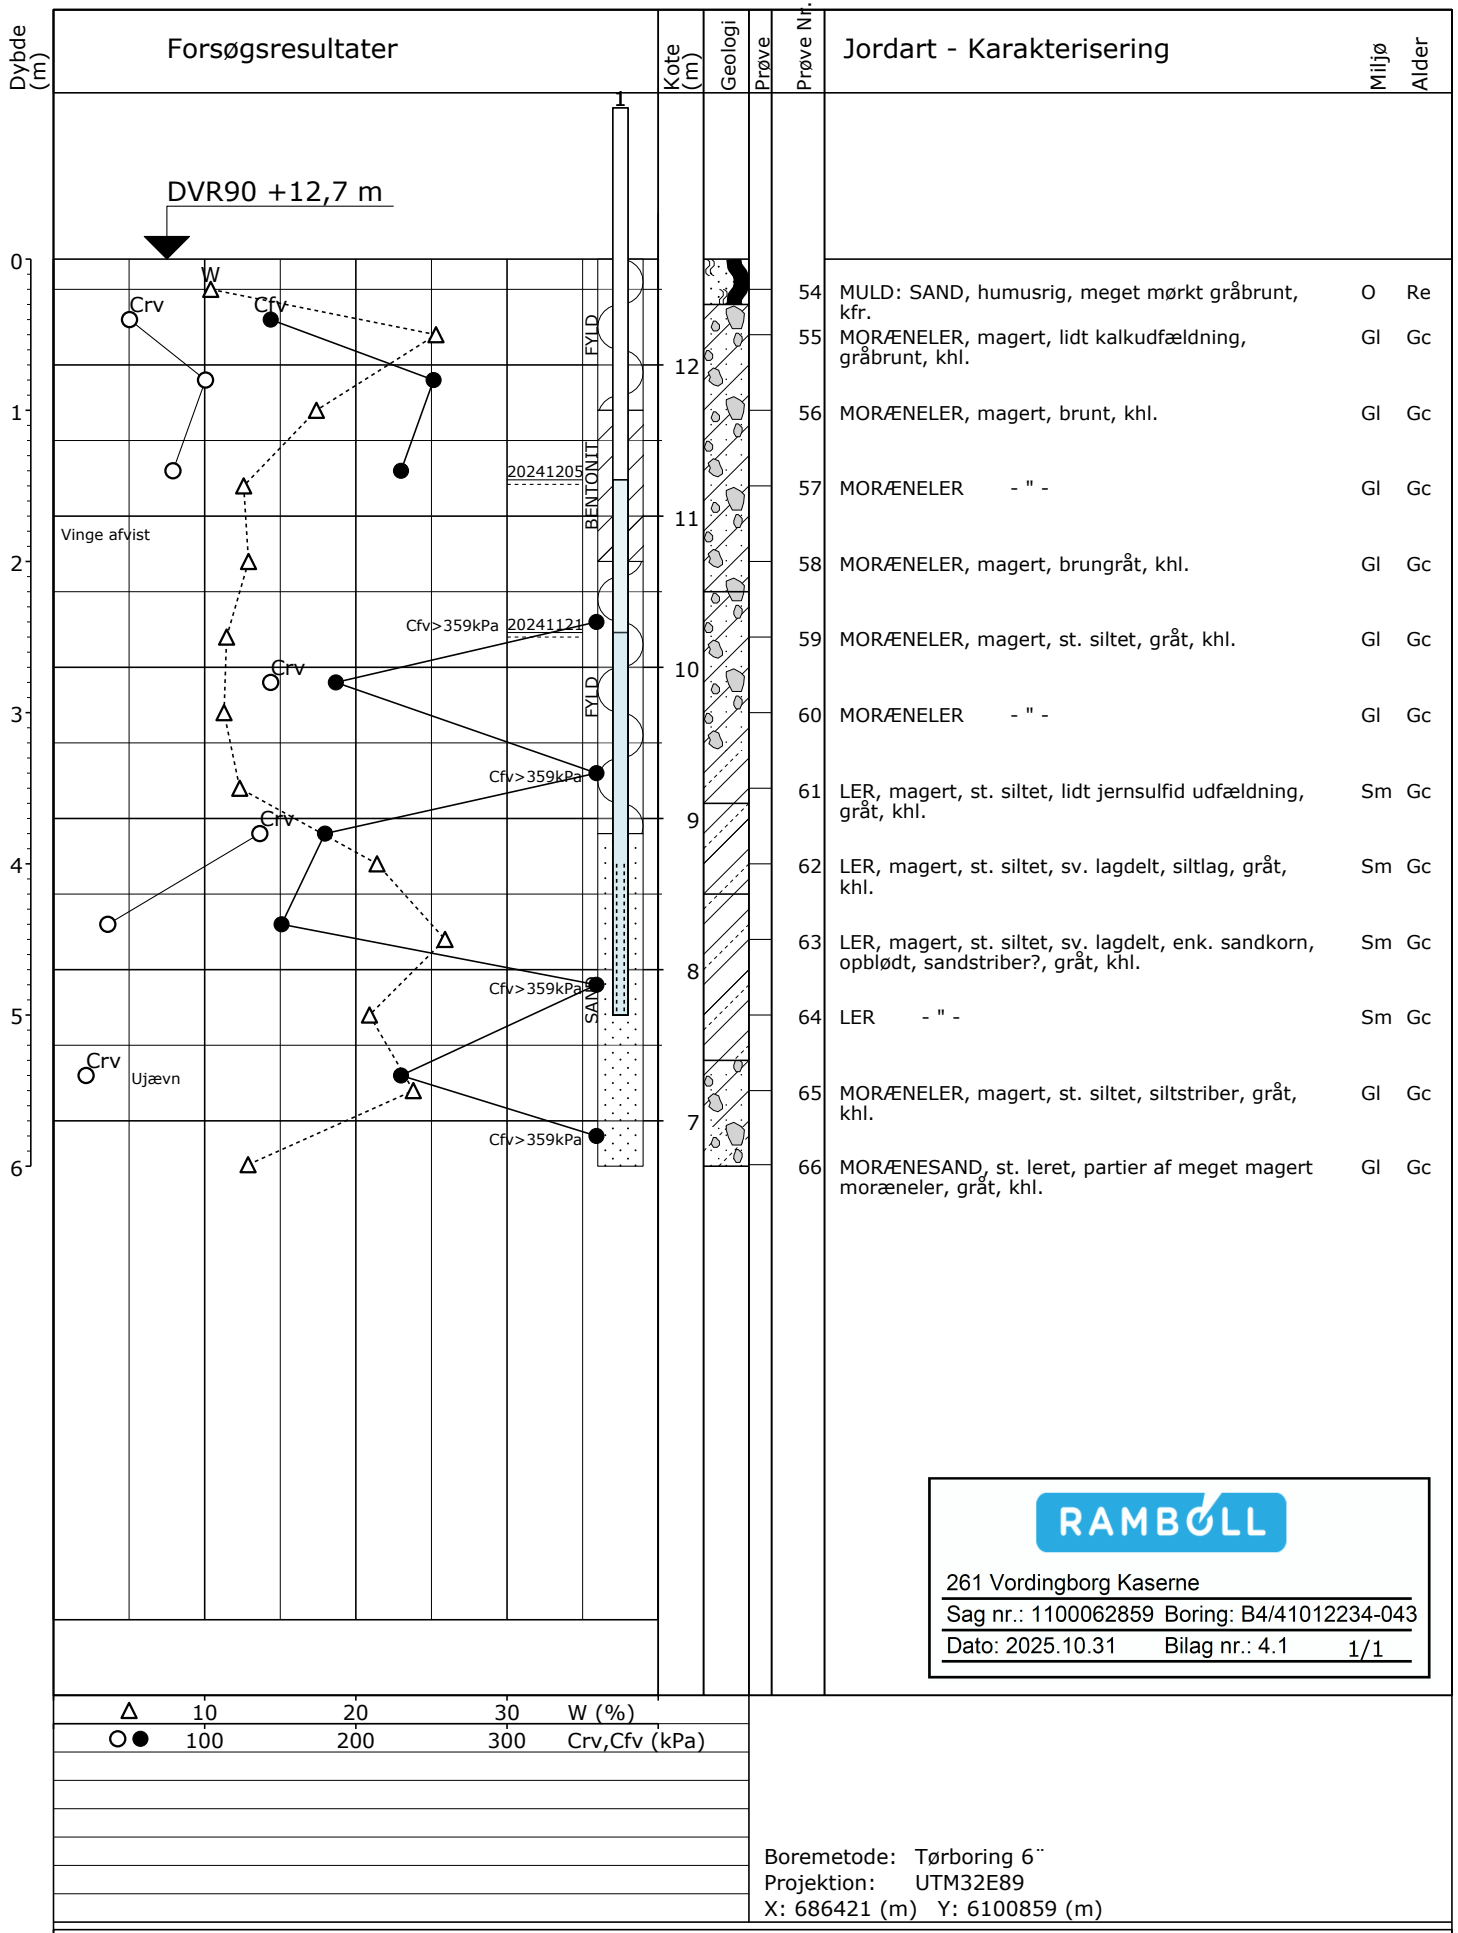 Dybde
(m)
Forsøgsresultater
Kote
(m)
Geologi
Prøve
Prøve Nr.
Jordart - Karakterisering
Miljø
Alder
1
DVR90 +12,7 m
0
W
Crv
Cfv
FYLD
54 MULD: SAND, humusrig, meget mørkt gråbrunt, O Re
kfr.
55 MORÆNELER, magert, lidt kalkudfældning, Gl Gc
gråbrunt, khl.
12
1
56 MORÆNELER, magert, brunt, khl. Gl Gc
20241205
BENTONIT
57 MORÆNELER - " - Gl Gc
11
Vinge afvist
2
58 MORÆNELER, magert, brungråt, khl. Gl Gc
Cfv>359kPa 20241121
59 MORÆNELER, magert, st. siltet, gråt, khl. Gl Gc
Crv
10
FYLD
3
60 MORÆNELER - " - Gl Gc
Cfv>359kPa
61 LER, magert, st. siltet, lidt jernsulfid udfældning, Sm Gc
gråt, khl.
Crv
9
4
62 LER, magert, st. siltet, sv. lagdelt, siltlag, gråt, Sm Gc
khl.
63 LER, magert, st. siltet, sv. lagdelt, enk. sandkorn, Sm Gc
opblødt, sandstriber?, gråt, khl.
8
Cfv>359kPa
SAND
5
64 LER - " - Sm Gc
Crv
Ujævn
65 MORÆNELER, magert, st. siltet, siltstriber, gråt, Gl Gc
khl.
7
Cfv>359kPa
6
66 MORÆNESAND, st. leret, partier af meget magert Gl Gc
moræneler, gråt, khl.
RAMBOLL
261 Vordingborg Kaserne
Sag nr.: 1100062859 Boring: B4/41012234-043
Dato: 2025.10.31 Bilag nr.: 4.1 1/1
10 20 30 W (%)
100 200 300 Crv,Cfv (kPa)
Boremetode: Tørboring 6¨
Projektion: UTM32E89
X: 686421 (m) Y: 6100859 (m)